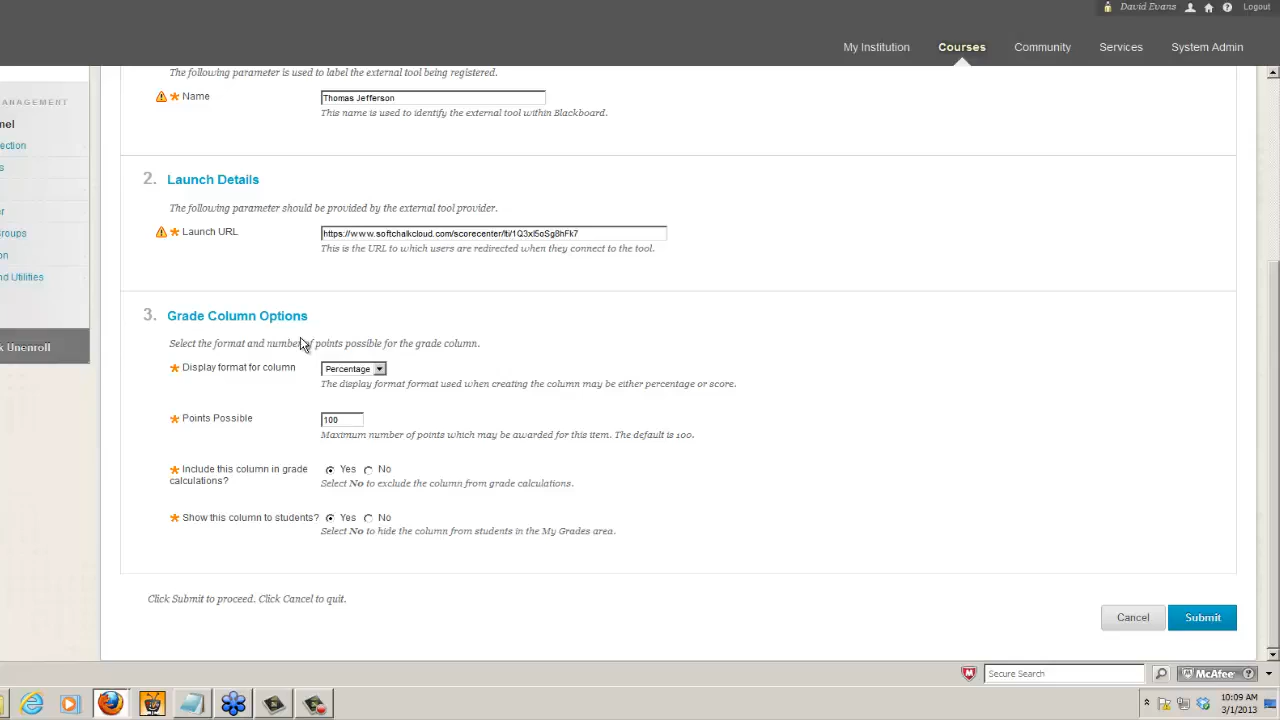 David Evans Logout
My Institution Courses Community Services System Admin
The following parameter is used to label the external tool being registered.
Name Thomas Jefferson
This name is used to identify the external tool within Blackboard.
2. Launch Details
The following parameter should be provided by the external tool provider.
Launch URL https://www.softchalkcloud.com/scorecenter/lti/1Q3xl5oSg8hFk7
This is the URL to which users are redirected when they connect to the tool.
3. Grade Column Options
Select the format and number of points possible for the grade column.
Display format for column Percentage
The display format format used when creating the column may be either percentage or score.
Points Possible 100
Maximum number of points which may be awarded for this item. The default is 100.
Include this column in grade calculations? Yes No
Select No to exclude the column from grade calculations.
Show this column to students? Yes No
Select No to hide the column from students in the My Grades area.
Click Submit to proceed. Click Cancel to quit.
Cancel Submit
ANAGEMENT
nel
ection
s
r
roups
on
nd Utilities
k Unenroll
Secure Search McAfee
10:09 AM
3/1/2013